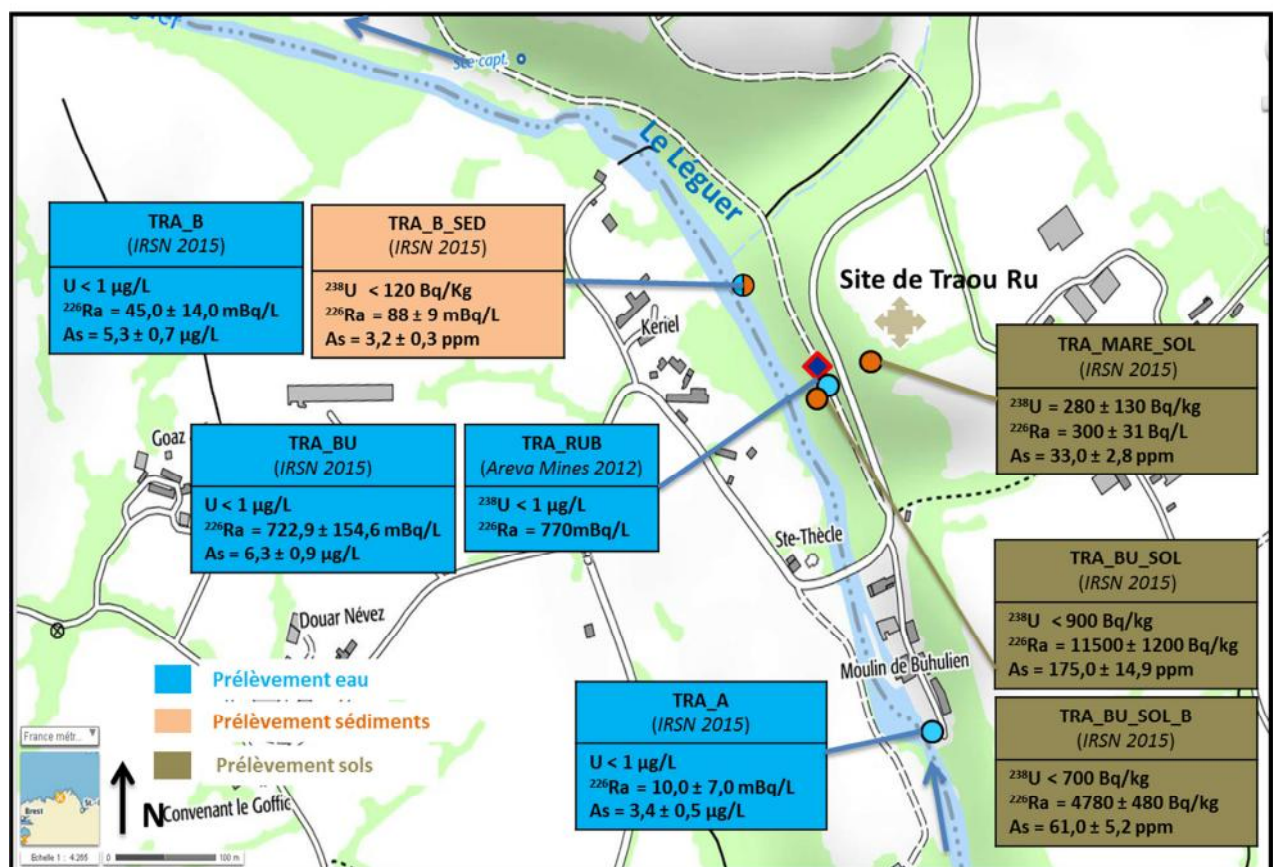 Sce capt.
Le Léguer
TRA_B
(IRSN 2015)
U < 1 µg/L
²²⁶Ra = 45,0 ± 14,0 mBq/L
As = 5,3 ± 0,7 µg/L
TRA_B_SED
(IRSN 2015)
²³⁸U < 120 Bq/Kg
²²⁶Ra = 88 ± 9 mBq/L
As = 3,2 ± 0,3 ppm
Keriel
Site de Traou Ru
TRA_MARE_SOL
(IRSN 2015)
²³⁸U = 280 ± 130 Bq/kg
²²⁶Ra = 300 ± 31 Bq/L
As = 33,0 ± 2,8 ppm
Goaz
TRA_BU
(IRSN 2015)
U < 1 µg/L
²²⁶Ra = 722,9 ± 154,6 mBq/L
As = 6,3 ± 0,9 µg/L
TRA_RUB
(Areva Mines 2012)
²³⁸U < 1 µg/L
²²⁶Ra = 770mBq/L
Ste-Thècle
TRA_BU_SOL
(IRSN 2015)
²³⁸U < 900 Bq/kg
²²⁶Ra = 11500 ± 1200 Bq/kg
As = 175,0 ± 14,9 ppm
Douar Névez
Moulin de Buhulien
Prélèvement eau
Prélèvement sédiments
Prélèvement sols
TRA_A
(IRSN 2015)
U < 1 µg/L
²²⁶Ra = 10,0 ± 7,0 mBq/L
As = 3,4 ± 0,5 µg/L
TRA_BU_SOL_B
(IRSN 2015)
²³⁸U < 700 Bq/kg
²²⁶Ra = 4780 ± 480 Bq/kg
As = 61,0 ± 5,2 ppm
France métr...
Brest
N
Convenant le Goffic
Echelle 1 : 4.265
0 100 m